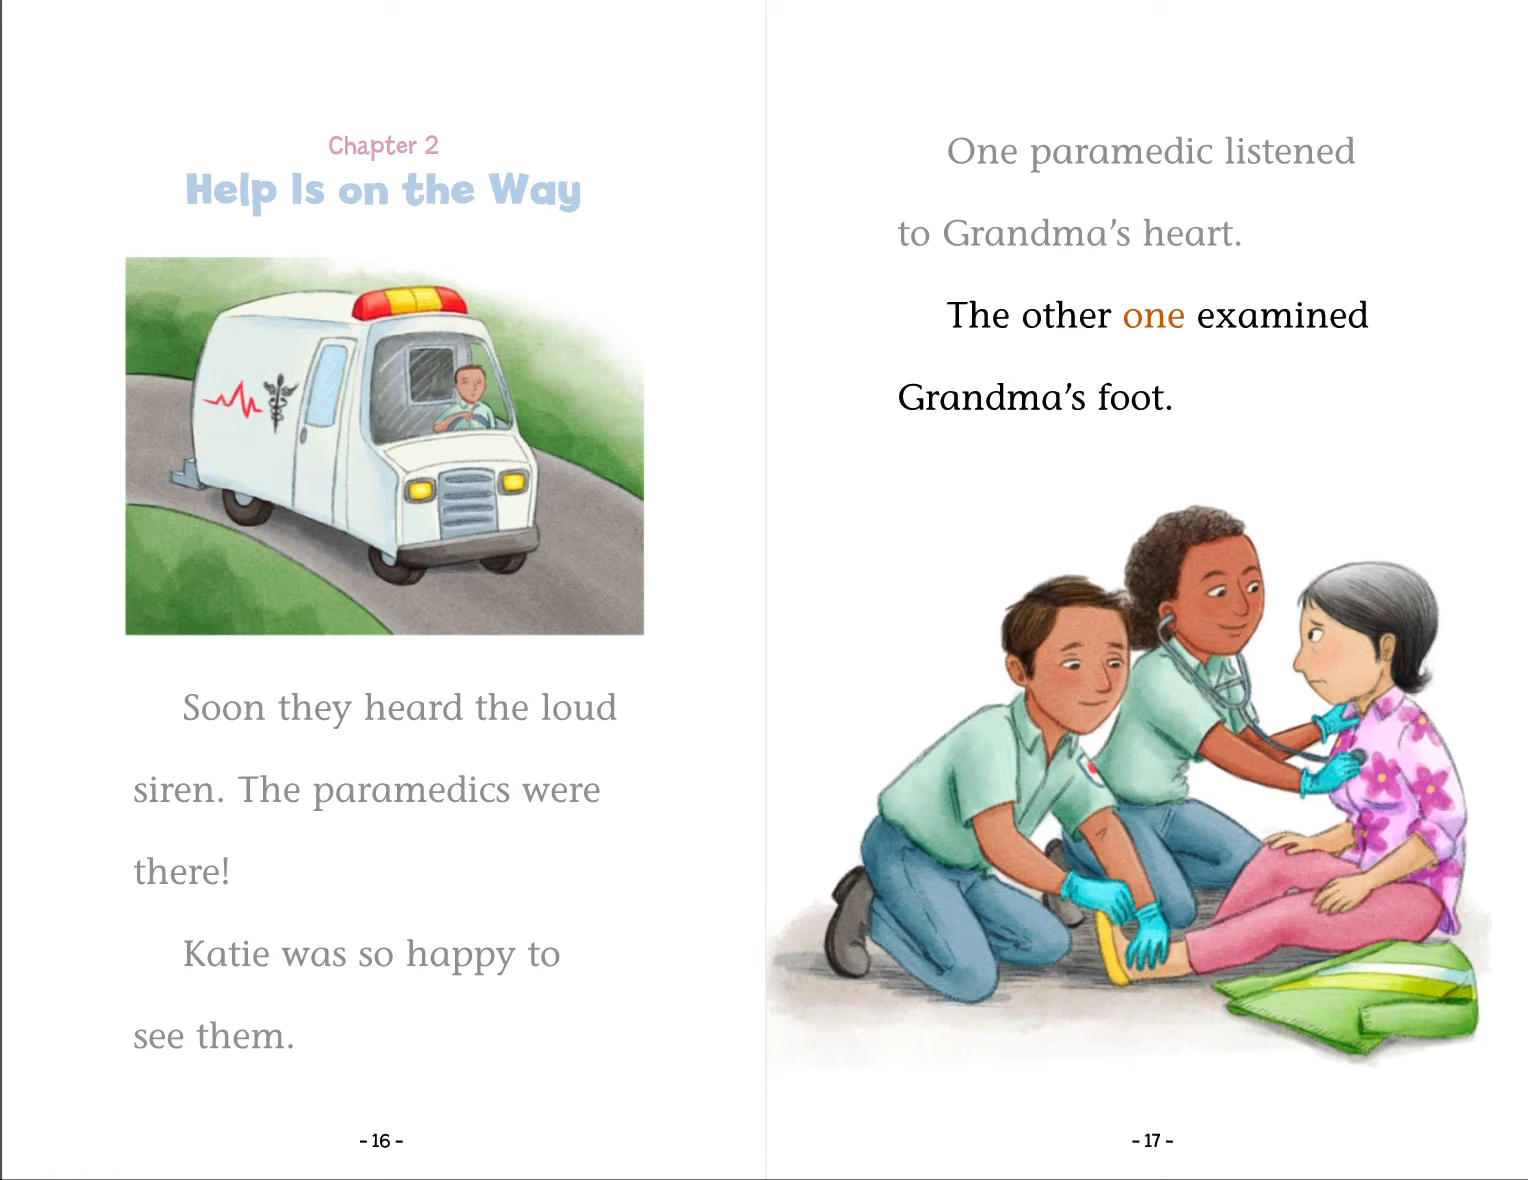 Chapter 2
Help Is on the Way
Soon they heard the loud
siren. The paramedics were
there!
Katie was so happy to
see them.
- 16 -
One paramedic listened
to Grandma’s heart.
The other one examined
Grandma’s foot.
- 17 -